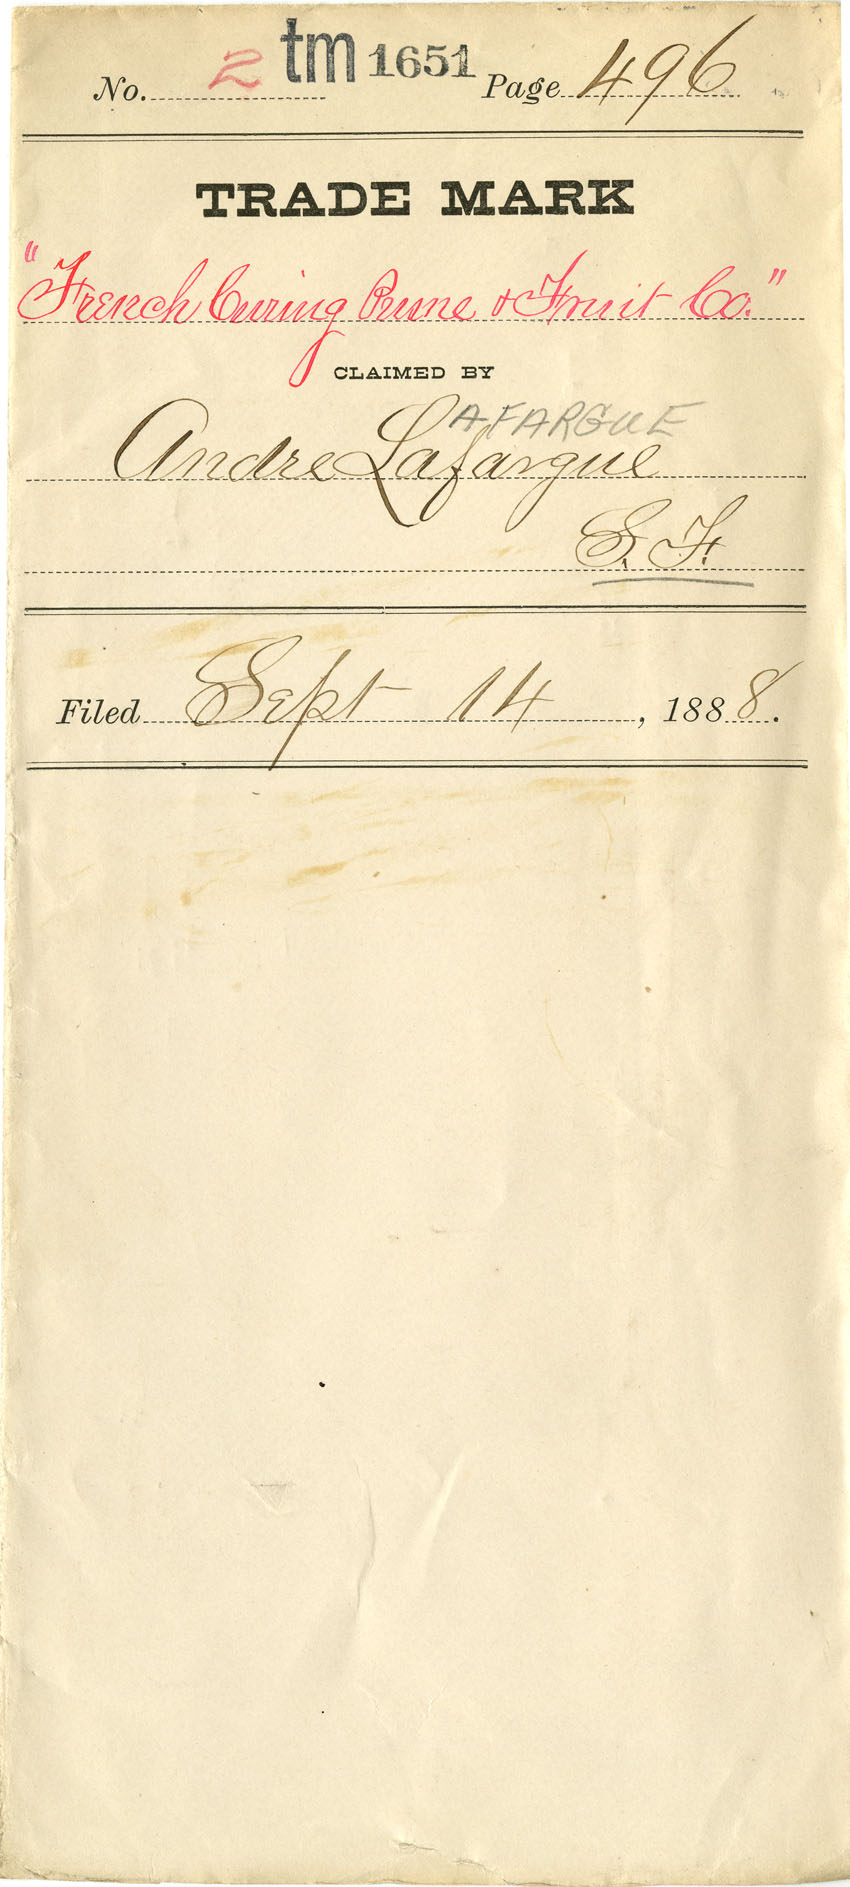 No. 2 tm 1651 Page 496
TRADE MARK
"French Curing Prune & Fruit Co."
CLAIMED BY
AFARGUE
Andre Lafargue
S. F.
Filed Sept 14, 1888.